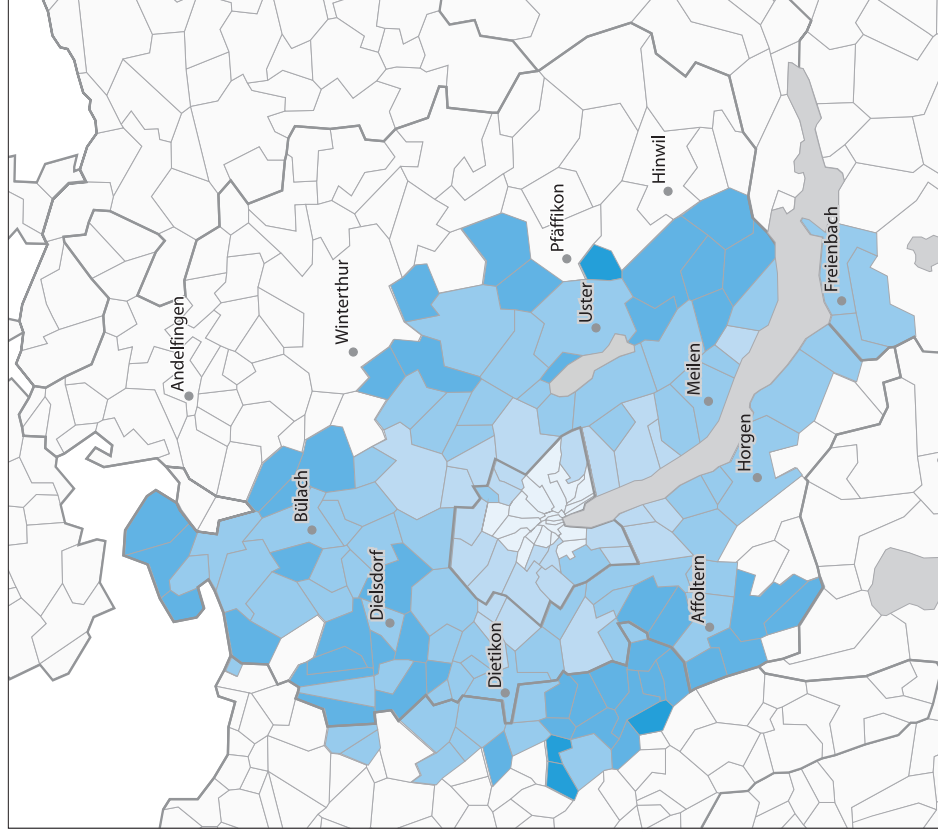 Andelfingen
Winterthur
Pfäffikon
Hinwil
Bülach
Uster
Freienbach
Dielsdorf
Meilen
Horgen
Dietikon
Affoltern